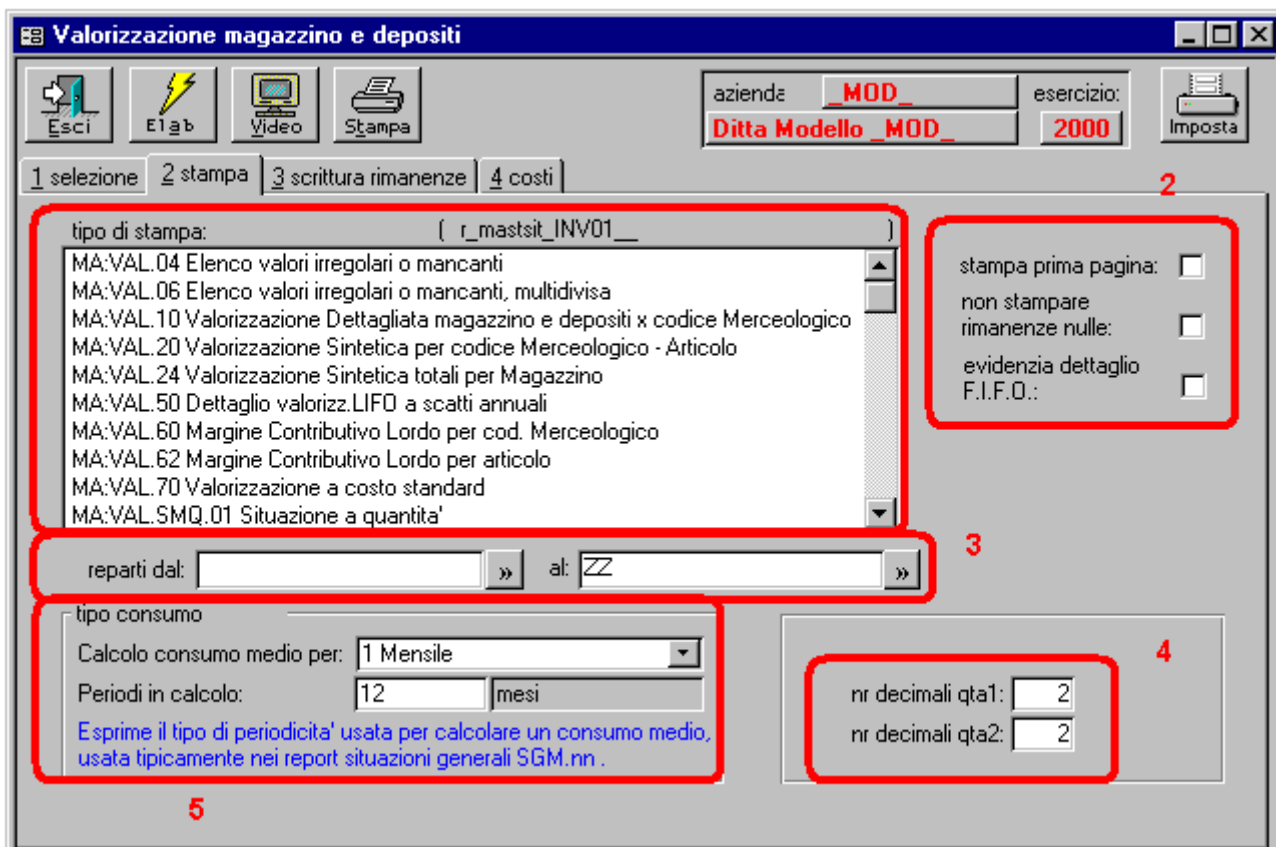 Valorizzazione magazzino e depositi
Esci
Elab
Video
Stampa
azienda _MOD_ esercizio:
Ditta Modello _MOD_ 2000
Imposta
1 selezione 2 stampa 3 scrittura rimanenze 4 costi
2
tipo di stampa: ( r_mastsit_INV01__ )
MA:VAL.04 Elenco valori irregolari o mancanti
MA:VAL.06 Elenco valori irregolari o mancanti, multidivisa
MA:VAL.10 Valorizzazione Dettagliata magazzino e depositi x codice Merceologico
MA:VAL.20 Valorizzazione Sintetica per codice Merceologico - Articolo
MA:VAL.24 Valorizzazione Sintetica totali per Magazzino
MA:VAL.50 Dettaglio valorizz.LIFO a scatti annuali
MA:VAL.60 Margine Contributivo Lordo per cod. Merceologico
MA:VAL.62 Margine Contributivo Lordo per articolo
MA:VAL.70 Valorizzazione a costo standard
MA:VAL.SMQ.01 Situazione a quantita'
stampa prima pagina:
non stampare
rimanenze nulle:
evidenzia dettaglio
F.I.F.O.:
3
reparti dal: » al: ZZ »
tipo consumo
Calcolo consumo medio per: 1 Mensile
Periodi in calcolo: 12 mesi
Esprime il tipo di periodicita' usata per calcolare un consumo medio,
usata tipicamente nei report situazioni generali SGM.nn .
4
nr decimali qta1: 2
nr decimali qta2: 2
5